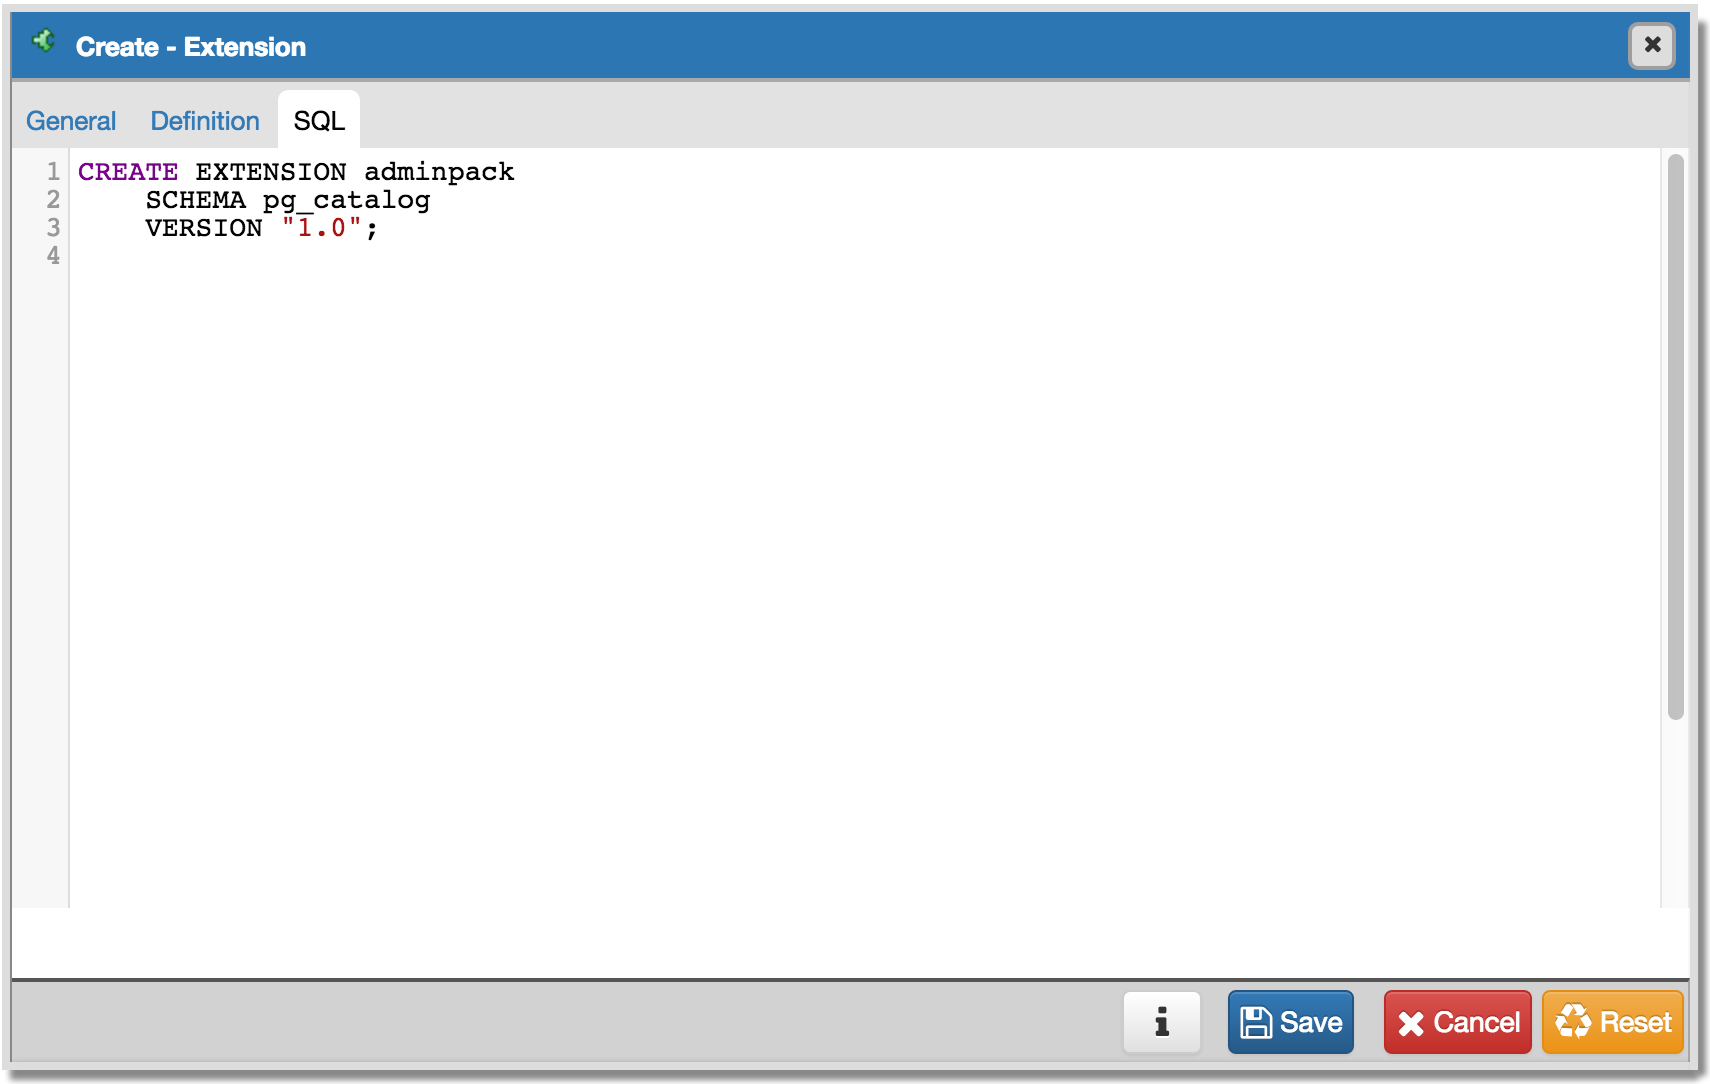 Create - Extension
General Definition SQL
1 CREATE EXTENSION adminpack
2 SCHEMA pg_catalog
3 VERSION "1.0";
4
i Save Cancel Reset